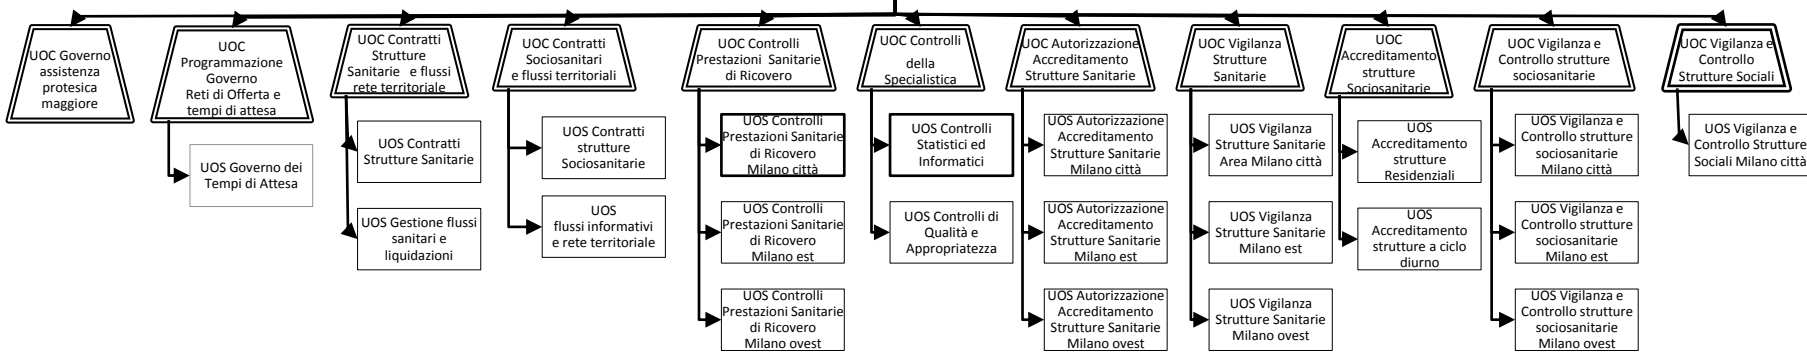 UOC Governo
assistenza
protesica
maggiore
UOC
Programmazione
Governo
Reti di Offerta e
tempi di attesa
UOS Governo dei
Tempi di Attesa
UOC Contratti
Strutture
Sanitarie e flussi
rete territoriale
UOS Contratti
Strutture Sanitarie
UOS Gestione flussi
sanitari e
liquidazioni
UOC Contratti
Sociosanitari
e flussi territoriali
UOS Contratti
strutture
Sociosanitarie
UOS
flussi informativi
e rete territoriale
UOC Controlli
Prestazioni Sanitarie
di Ricovero
UOS Controlli
Prestazioni Sanitarie
di Ricovero
Milano città
UOS Controlli
Prestazioni Sanitarie
di Ricovero
Milano est
UOS Controlli
Prestazioni Sanitarie
di Ricovero
Milano ovest
UOC Controlli
della
Specialistica
UOS Controlli
Statistici ed
Informatici
UOS Controlli di
Qualità e
Appropriatezza
UOC Autorizzazione
Accreditamento
Strutture Sanitarie
UOS Autorizzazione
Accreditamento
Strutture Sanitarie
Milano città
UOS Autorizzazione
Accreditamento
Strutture Sanitarie
Milano est
UOS Autorizzazione
Accreditamento
Strutture Sanitarie
Milano ovest
UOC Vigilanza
Strutture
Sanitarie
UOS Vigilanza
Strutture Sanitarie
Area Milano città
UOS Vigilanza
Strutture Sanitarie
Milano est
UOS Vigilanza
Strutture Sanitarie
Milano ovest
UOC
Accreditamento
strutture
Sociosanitarie
UOS
Accreditamento
strutture
Residenziali
UOS
Accreditamento
strutture a ciclo
diurno
UOC Vigilanza e
Controllo strutture
sociosanitarie
UOS Vigilanza e
Controllo strutture
sociosanitarie
Milano città
UOS Vigilanza e
Controllo strutture
sociosanitarie
Milano est
UOS Vigilanza e
Controllo strutture
sociosanitarie
Milano ovest
UOC Vigilanza e
Controllo
Strutture Sociali
UOS Vigilanza e
Controllo Strutture
Sociali Milano città